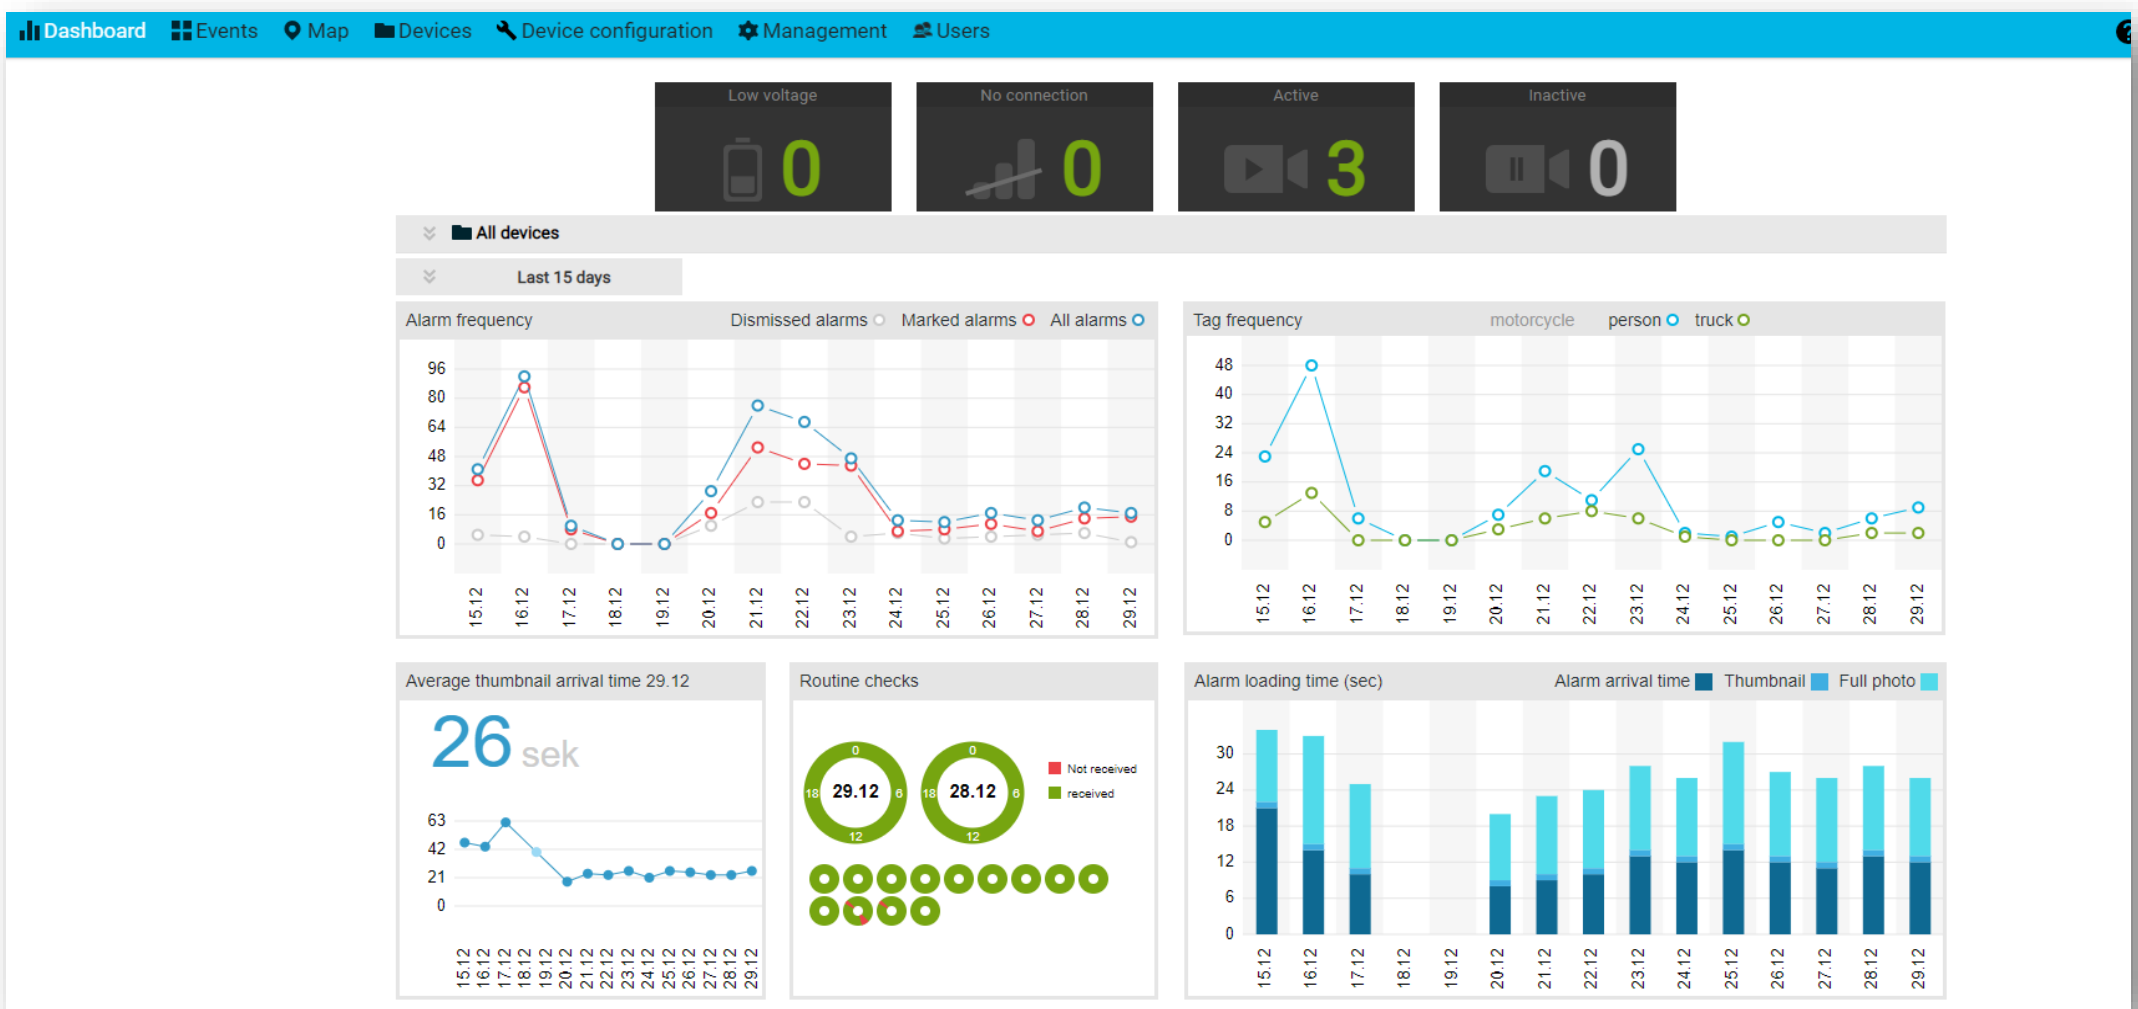 Dashboard Events Map Devices Device configuration Management Users ?
Low voltage No connection Active Inactive
0 0 3 0
All devices
Last 15 days
Alarm frequency Dismissed alarms Marked alarms All alarms
96
80
64
48
32
16
0
15.12 16.12 17.12 18.12 19.12 20.12 21.12 22.12 23.12 24.12 25.12 26.12 27.12 28.12 29.12
Tag frequency motorcycle person truck
48
40
32
24
16
8
0
15.12 16.12 17.12 18.12 19.12 20.12 21.12 22.12 23.12 24.12 25.12 26.12 27.12 28.12 29.12
Average thumbnail arrival time 29.12
26 sek
63
42
21
0
15.12 16.12 17.12 18.12 19.12 20.12 21.12 22.12 23.12 24.12 25.12 26.12 27.12 28.12 29.12
Routine checks
0 0
18 29.12 6 18 28.12 6
12 12
Not received
received
Alarm loading time (sec) Alarm arrival time Thumbnail Full photo
30
24
18
12
6
0
15.12 16.12 17.12 18.12 19.12 20.12 21.12 22.12 23.12 24.12 25.12 26.12 27.12 28.12 29.12